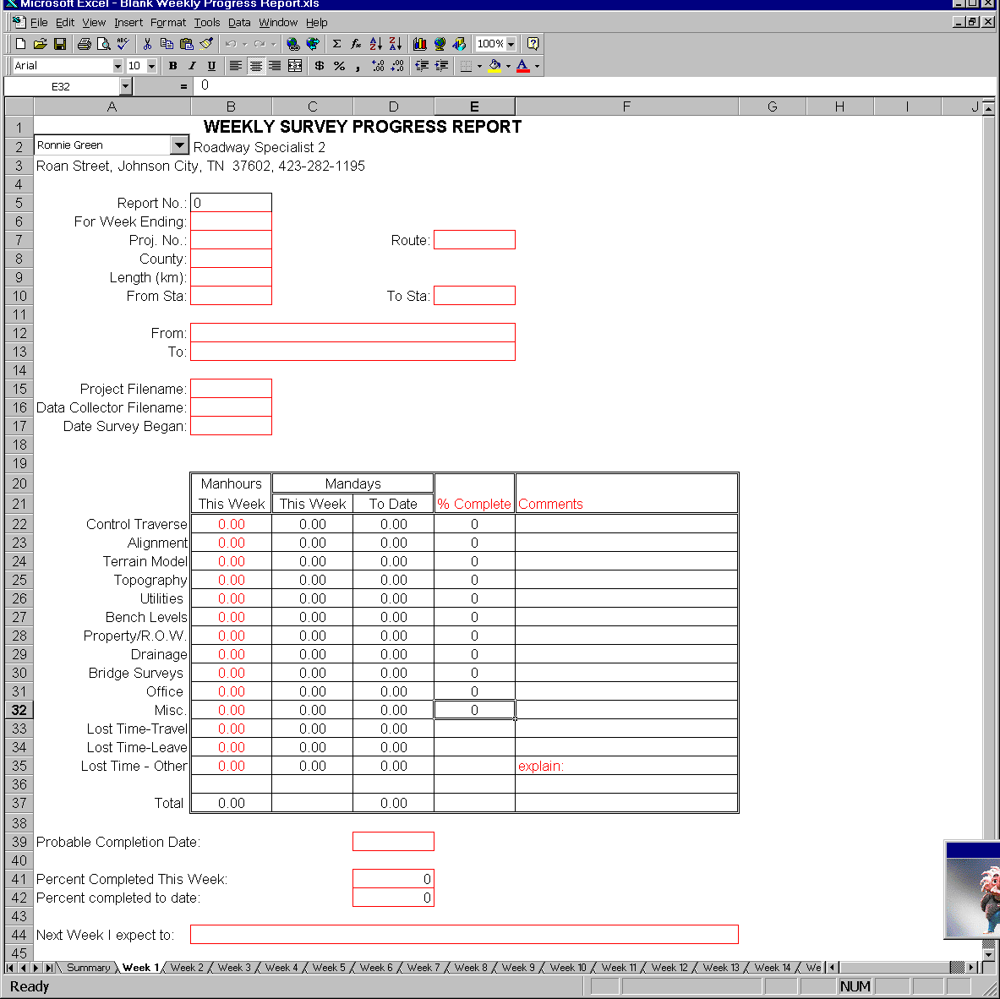 Microsoft Excel - Blank Weekly Progress Report.xls
File Edit View Insert Format Tools Data Window Help
ABC Σ fx A Z Z A 100% ?
Arial 10 B I U $ % , A
E32 = 0
A B C D E F G H I J
1 WEEKLY SURVEY PROGRESS REPORT
2 Ronnie Green Roadway Specialist 2
3 Roan Street, Johnson City, TN 37602, 423-282-1195
4
5 Report No.: 0
6 For Week Ending:
7 Proj. No.: Route:
8 County:
9 Length (km):
10 From Sta: To Sta:
11
12 From:
13 To:
14
15 Project Filename:
16 Data Collector Filename:
17 Date Survey Began:
18
19
20 Manhours Mandays
21 This Week This Week To Date % Complete Comments
22 Control Traverse 0.00 0.00 0.00 0
23 Alignment 0.00 0.00 0.00 0
24 Terrain Model 0.00 0.00 0.00 0
25 Topography 0.00 0.00 0.00 0
26 Utilities 0.00 0.00 0.00 0
27 Bench Levels 0.00 0.00 0.00 0
28 Property/R.O.W. 0.00 0.00 0.00 0
29 Drainage 0.00 0.00 0.00 0
30 Bridge Surveys 0.00 0.00 0.00 0
31 Office 0.00 0.00 0.00 0
32 Misc. 0.00 0.00 0.00 0
33 Lost Time-Travel 0.00 0.00 0.00
34 Lost Time-Leave 0.00 0.00 0.00
35 Lost Time - Other 0.00 0.00 0.00 explain:
36
37 Total 0.00 0.00
38
39 Probable Completion Date:
40
41 Percent Completed This Week: 0
42 Percent completed to date: 0
43
44 Next Week I expect to:
45
Summary Week 1 Week 2 Week 3 Week 4 Week 5 Week 6 Week 7 Week 8 Week 9 Week 10 Week 11 Week 12 Week 13 Week 14 We
Ready NUM